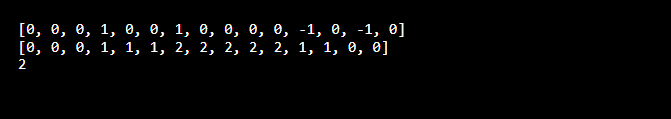 [0, 0, 0, 1, 0, 0, 1, 0, 0, 0, 0, -1, 0, -1, 0]
[0, 0, 0, 1, 1, 1, 2, 2, 2, 2, 2, 1, 1, 0, 0]
2